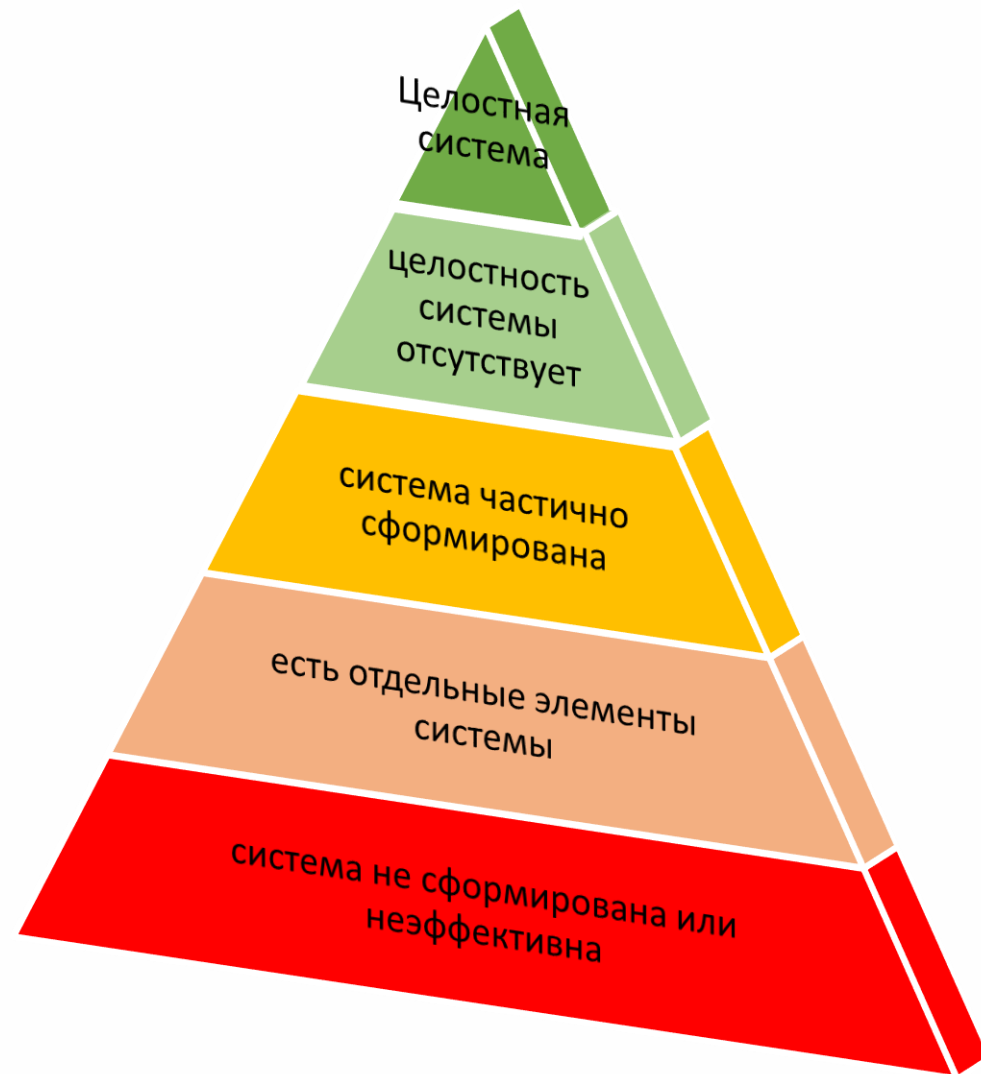 Целостная
система
целостность
системы
отсутствует
система частично
сформирована
есть отдельные элементы
системы
система не сформирована или
неэффективна